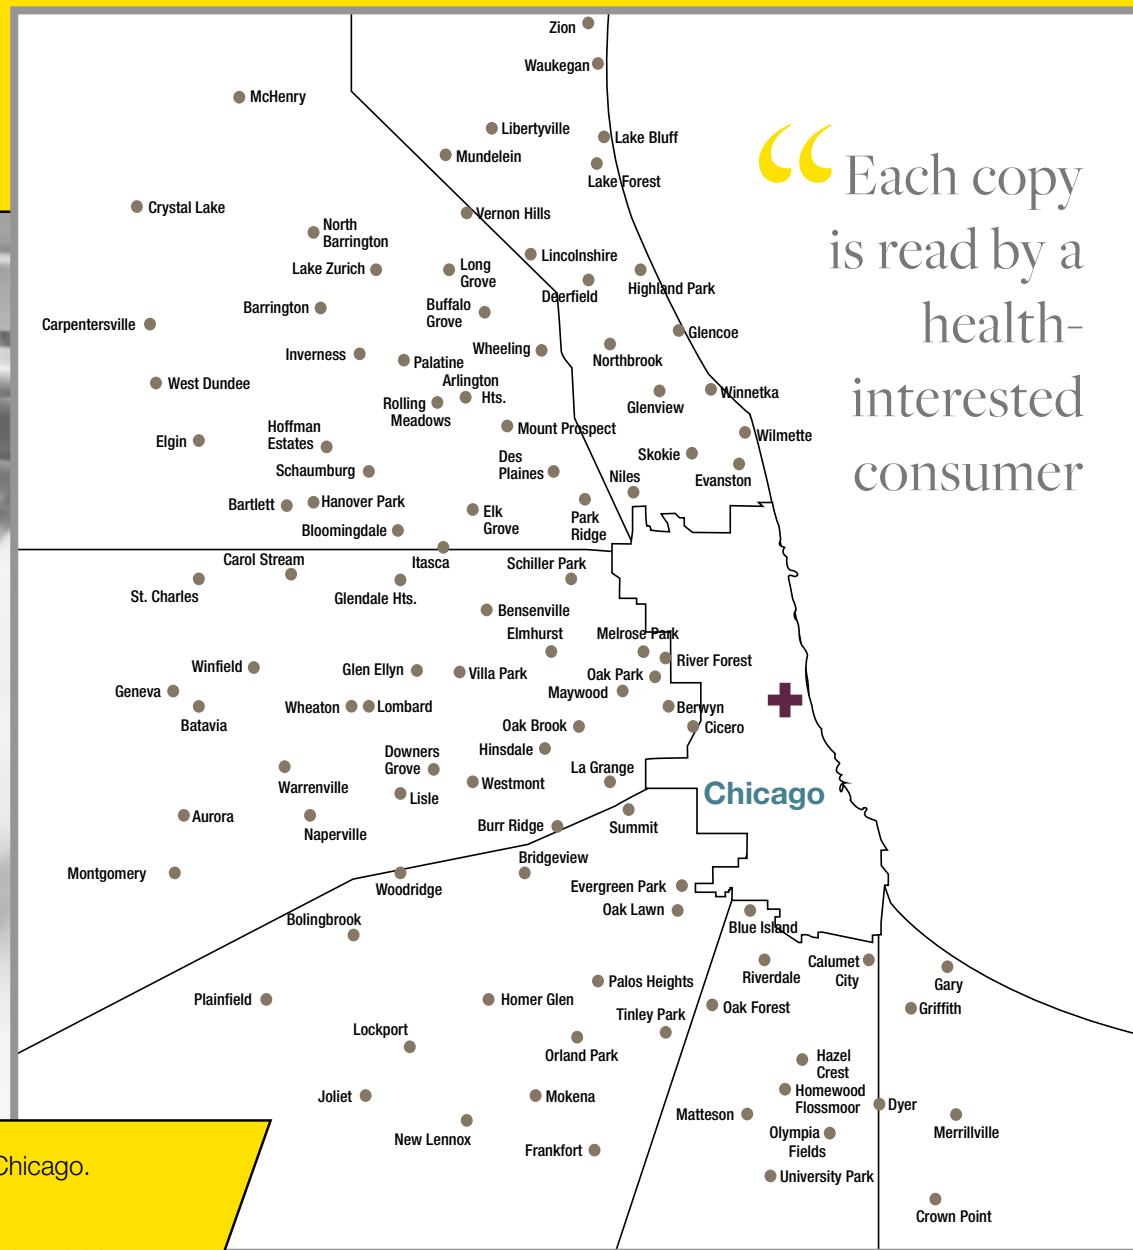 Zion
Waukegan
McHenry
Libertyville
Lake Bluff
Mundelein
Lake Forest
“Each copy
is read by a
health-
interested
consumer
Crystal Lake
Vernon Hills
North
Barrington
Lincolnshire
Lake Zurich
Long
Grove
Highland Park
Deerfield
Barrington
Buffalo
Grove
Carpentersville
Glencoe
Inverness
Palatine
Wheeling
Northbrook
West Dundee
Arlington
Hts.
Rolling
Meadows
Glenview
Winnetka
Hoffman
Estates
Mount Prospect
Wilmette
Elgin
Skokie
Schaumburg
Des
Plaines
Niles
Evanston
Bartlett
Hanover Park
Elk
Grove
Park
Ridge
Bloomingdale
Itasca
Carol Stream
Schiller Park
St. Charles
Glendale Hts.
Bensenville
Elmhurst
Melrose Park
River Forest
Winfield
Glen Ellyn
Villa Park
Oak Park
Geneva
Maywood
Batavia
Wheaton
Lombard
Berwyn
Oak Brook
Cicero
Hinsdale
Downers
Grove
La Grange
Warrenville
Westmont
Lisle
Chicago
Aurora
Naperville
Burr Ridge
Summit
Bridgeview
Montgomery
Woodridge
Evergreen Park
Oak Lawn
Bolingbrook
Blue Island
Calumet
City
Riverdale
Palos Heights
Gary
Plainfield
Homer Glen
Oak Forest
Griffith
Tinley Park
Lockport
Orland Park
Hazel
Crest
Joliet
Mokena
Homewood
Flossmoor
Dyer
Matteson
Merrillville
New Lennox
Olympia
Fields
Frankfort
University Park
Chicago.
Crown Point